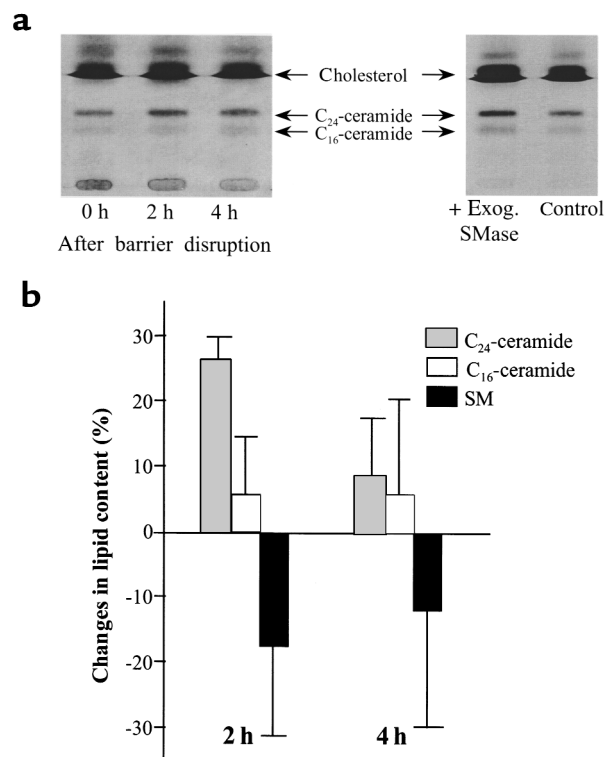 a
Cholesterol
C24-ceramide
C16-ceramide
0 h 2 h 4 h
After barrier disruption
+ Exog. SMase
Control
b
Changes in lipid content (%)
30
20
10
0
-10
-20
-30
C24-ceramide
C16-ceramide
SM
2 h 4 h